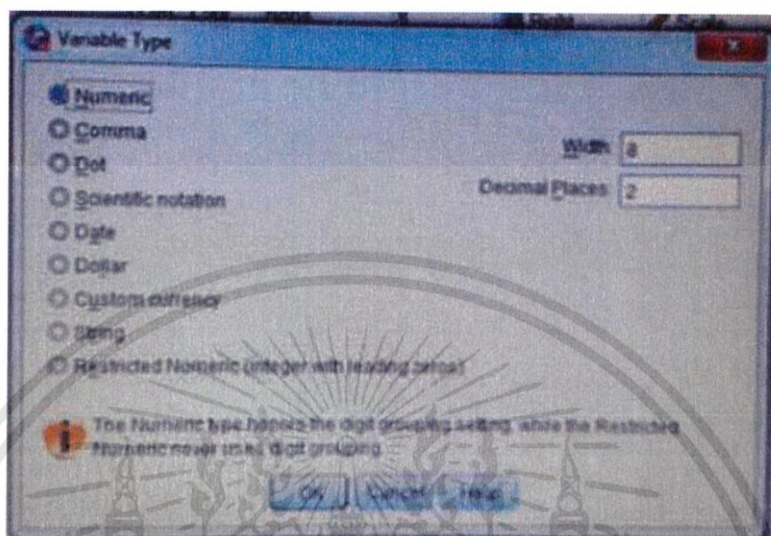 Right
Scale
Variable Type
Numeric
Comma
Dot
Scientific notation
Date
Dollar
Custom currency
String
Restricted Numeric (integer with leading zeros)
Width 8
Decimal Places 2
The Numeric type honors the digit grouping setting, while the Restricted
Numeric never uses digit grouping.
OK Cancel Help